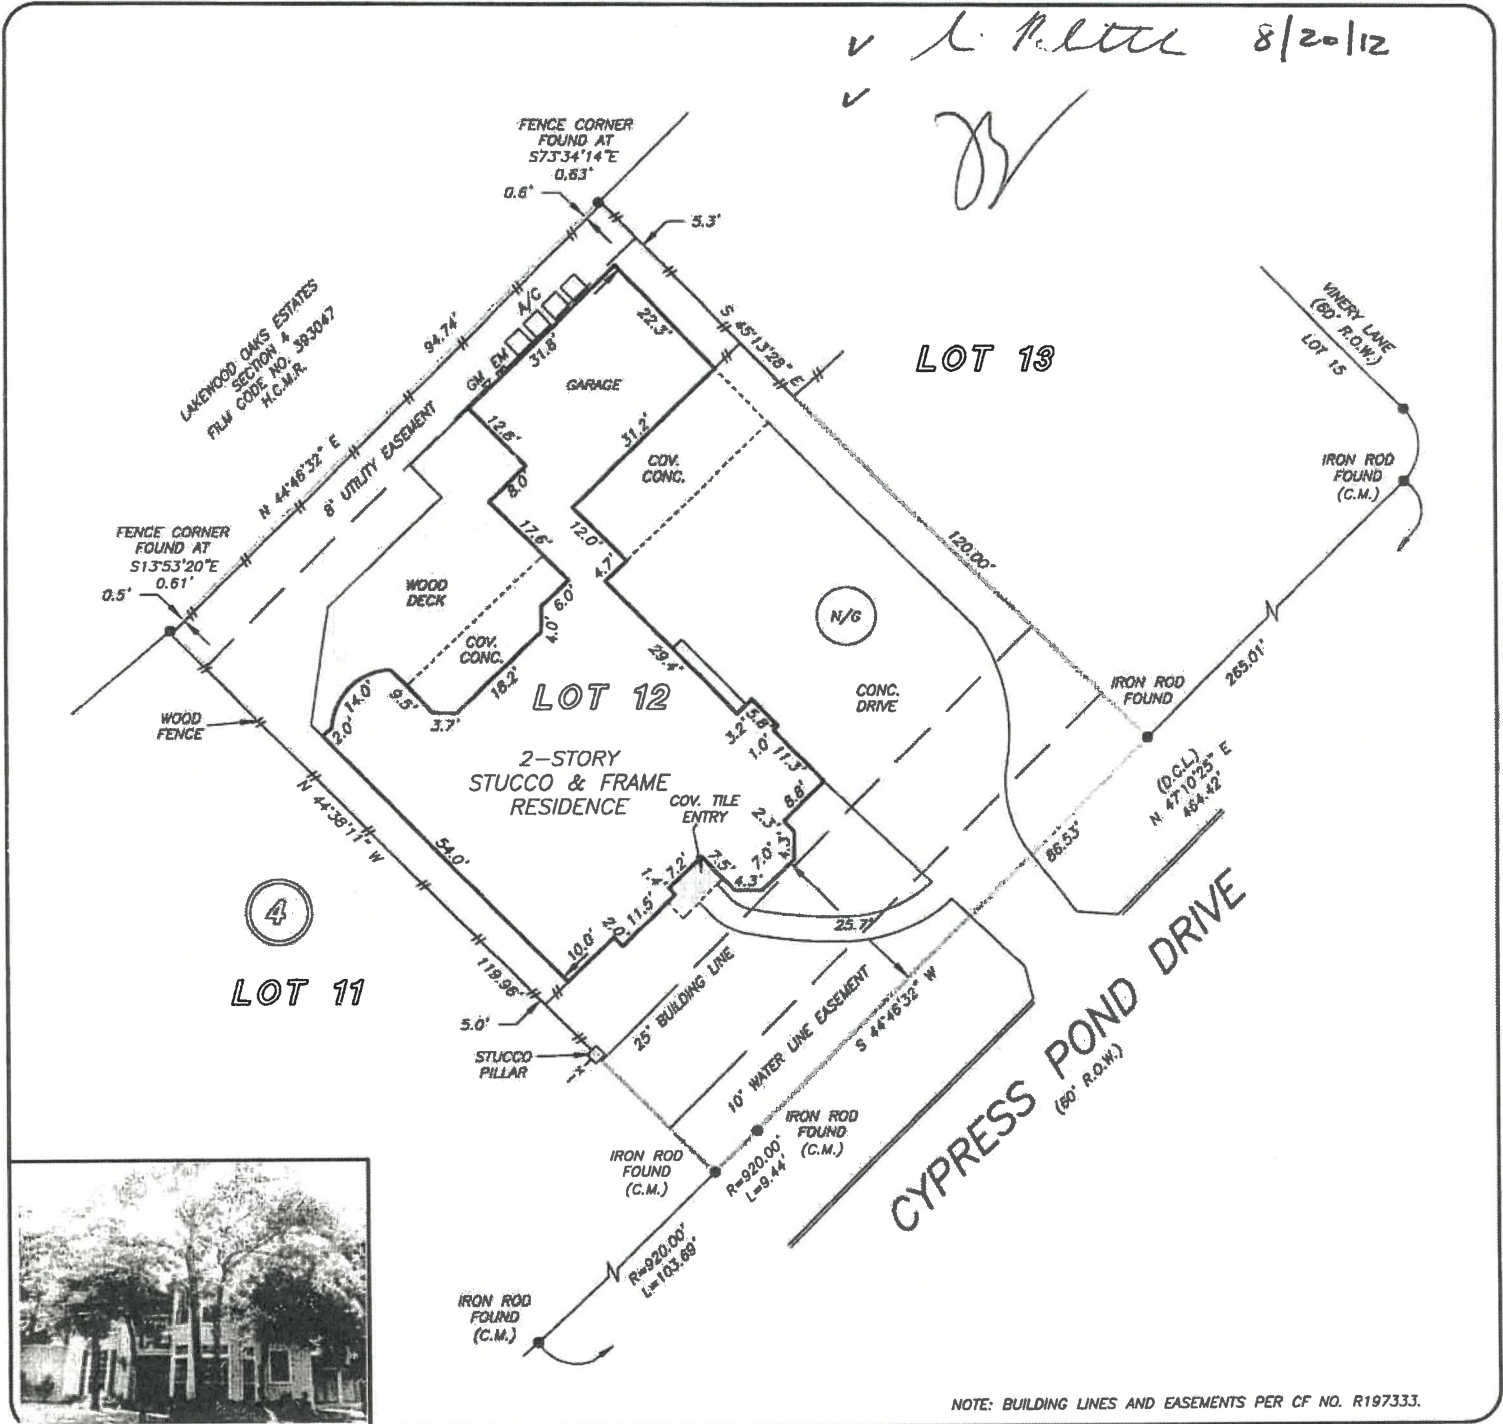 8/20/12
FENCE CORNER
FOUND AT
S73°34'14"E
0.63'
0.6'
5.3'
LAKEWOOD OAKS ESTATES
SECTION 4
FILM CODE NO. 393047
H.C.M.R.
94.74'
N 44°46'32" E
8' UTILITY EASEMENT
A/C
GM EM
31.8'
22.3'
GARAGE
S 45°13'28" E
LOT 13
VINERY LANE
(60' R.O.W.)
LOT 15
12.6'
8.0'
17.6'
31.2'
COV.
CONC.
12.0'
4.7'
120.00'
IRON ROD
FOUND
(C.M.)
FENCE CORNER
FOUND AT
S13°53'20"E
0.61'
0.5'
WOOD
DECK
COV.
CONC.
6.0'
4.0'
18.2'
3.7'
9.5'
14.0'
2.0'
N/G
CONC.
DRIVE
29.4'
LOT 12
2-STORY
STUCCO & FRAME
RESIDENCE
WOOD
FENCE
IRON ROD
FOUND
265.01'
(D.C.L.)
N 47°10'25" E
464.42'
3.2'
5.8'
1.0'
11.3'
8.8'
2.3'
4.3'
7.0'
4.3'
7.5'
7.2'
COV. TILE
ENTRY
11.5'
2.0'
10.0'
54.0'
N 44°38'11" W
119.96'
4
LOT 11
5.0'
STUCCO
PILLAR
25' BUILDING LINE
25.7'
10' WATER LINE EASEMENT
S 44°46'32" W
86.53'
CYPRESS POND DRIVE
(60' R.O.W.)
IRON ROD
FOUND
(C.M.)
IRON ROD
FOUND
(C.M.)
R=920.00'
L=9.44'
R=920.00'
L=103.69'
IRON ROD
FOUND
(C.M.)
NOTE: BUILDING LINES AND EASEMENTS PER CF NO. R197333.